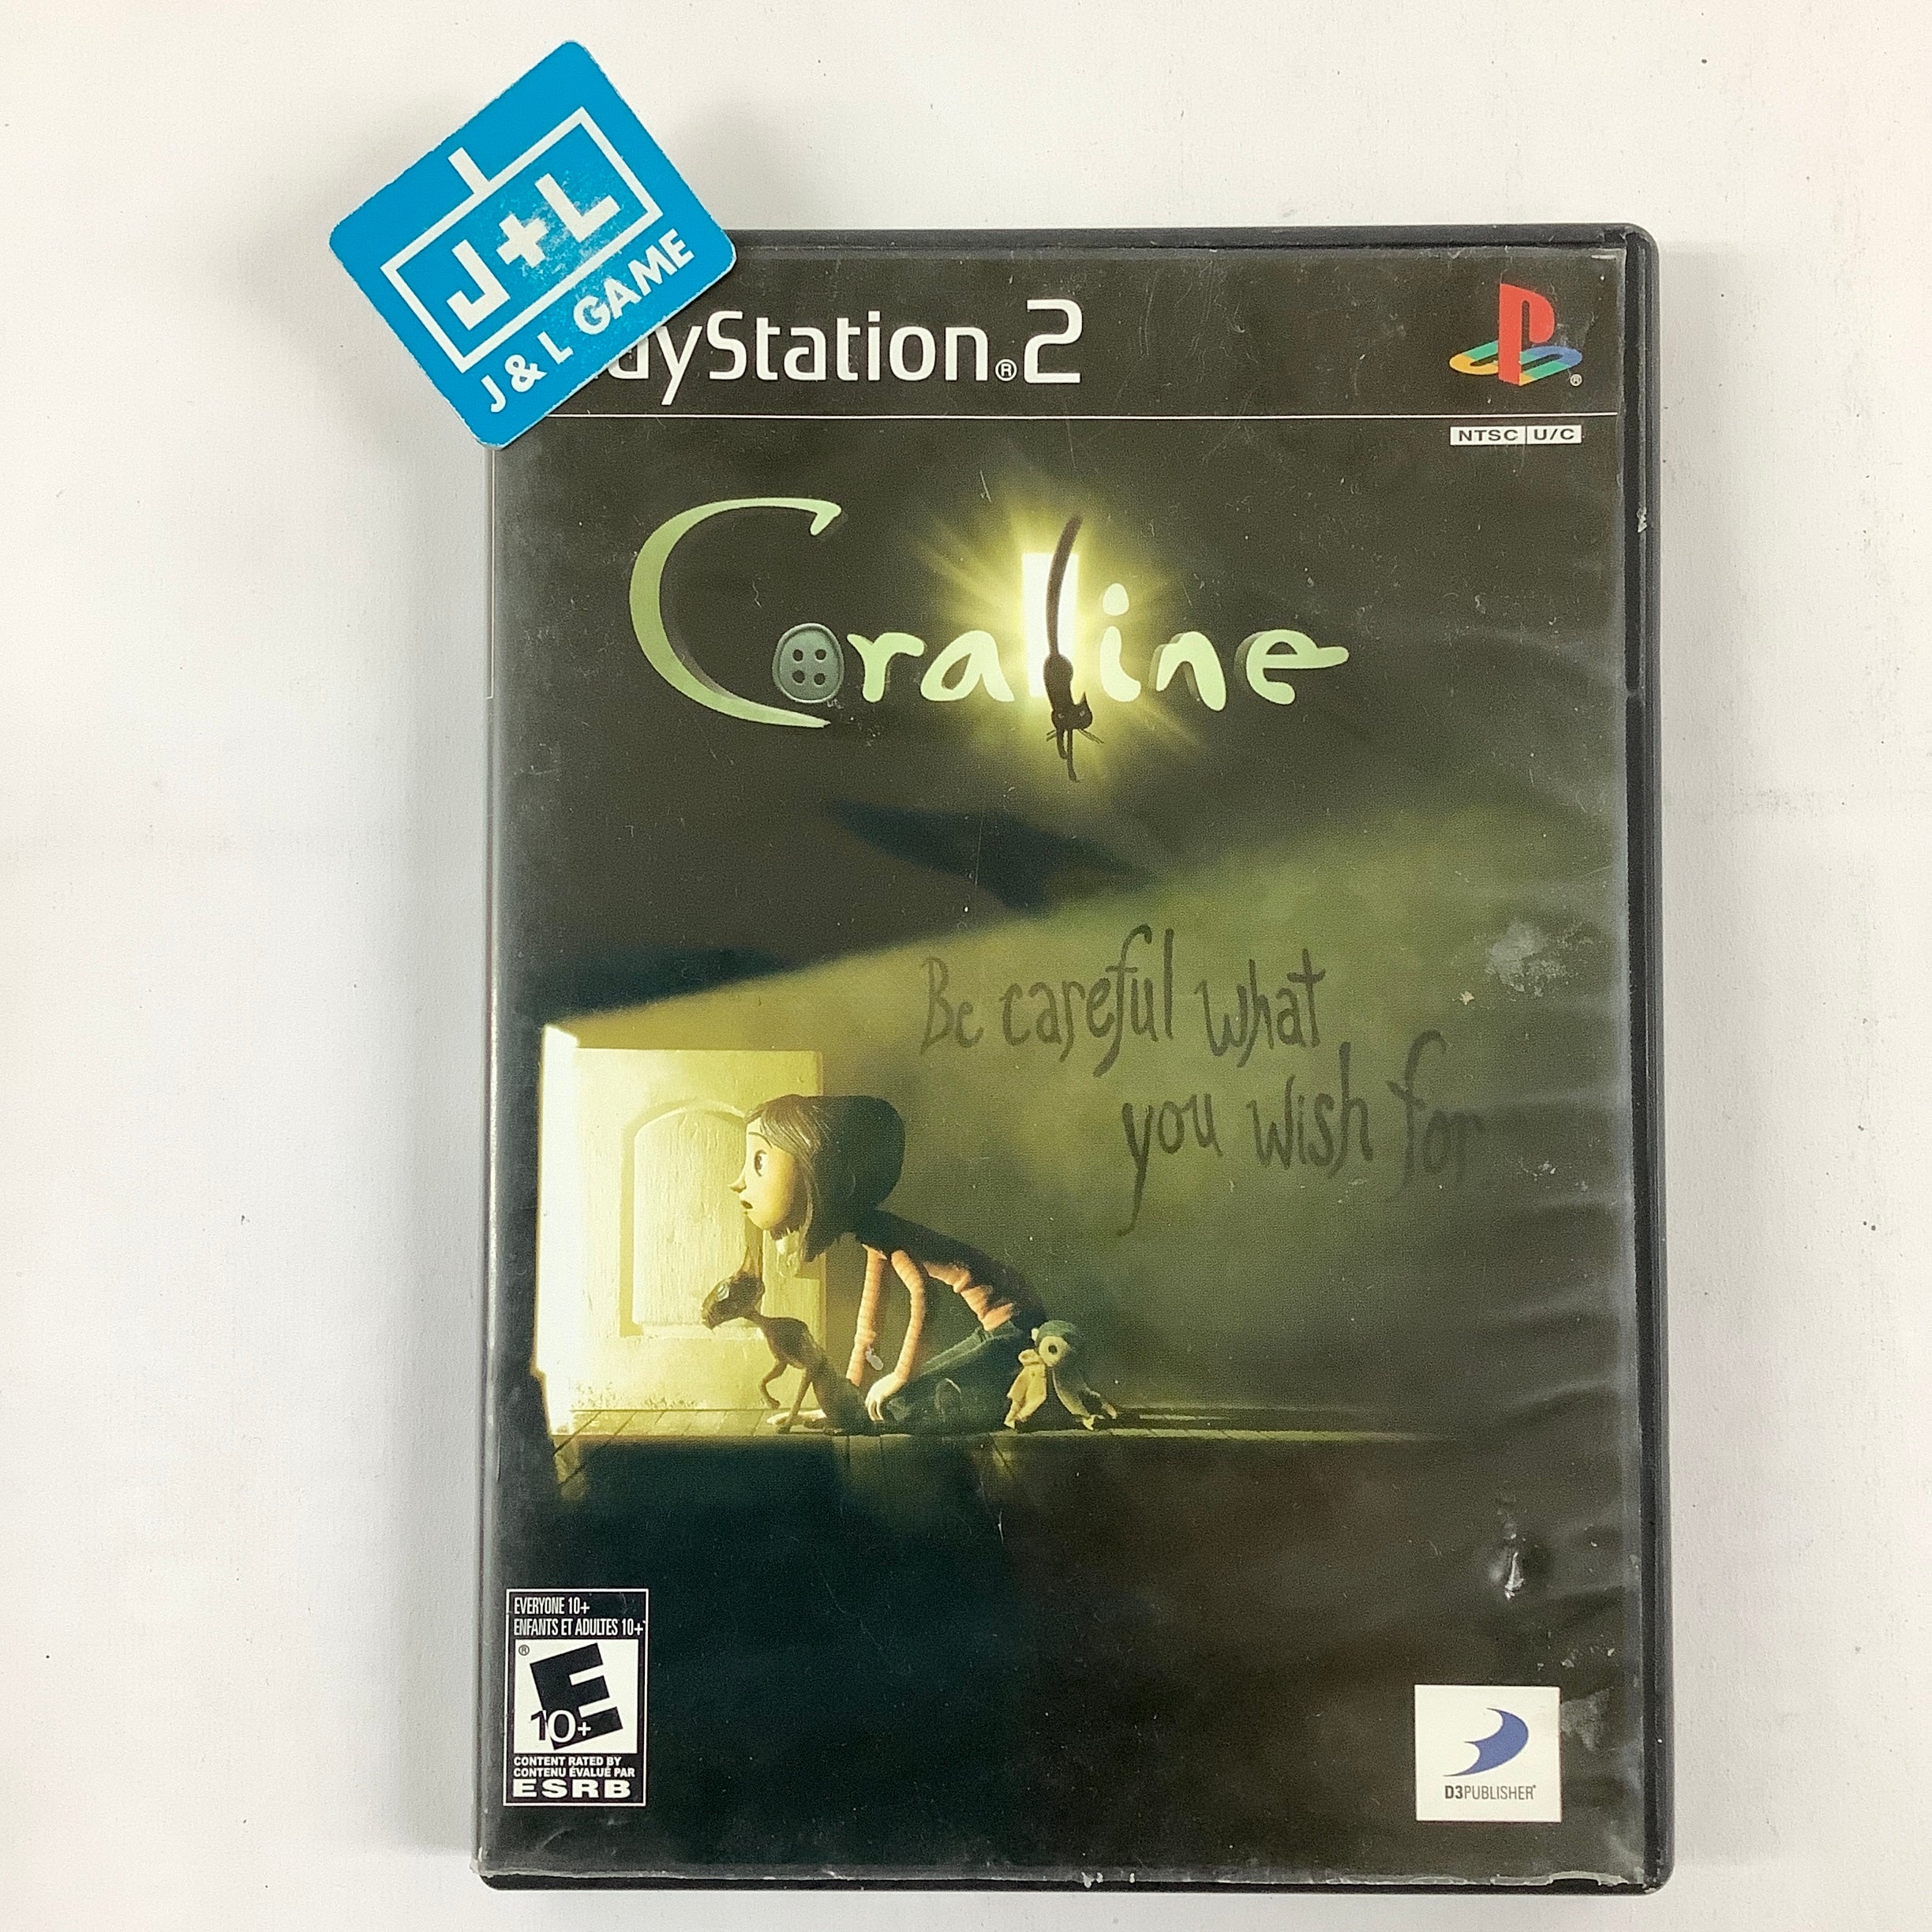 J+L
J & L GAME
ayStation®2
NTSC U/C
Coraline
Be careful what
you wish for
EVERYONE 10+
ENFANTS ET ADULTES 10+
®
E
10+
CONTENT RATED BY
CONTENU ÉVALUÉ PAR
ESRB
D3PUBLISHER